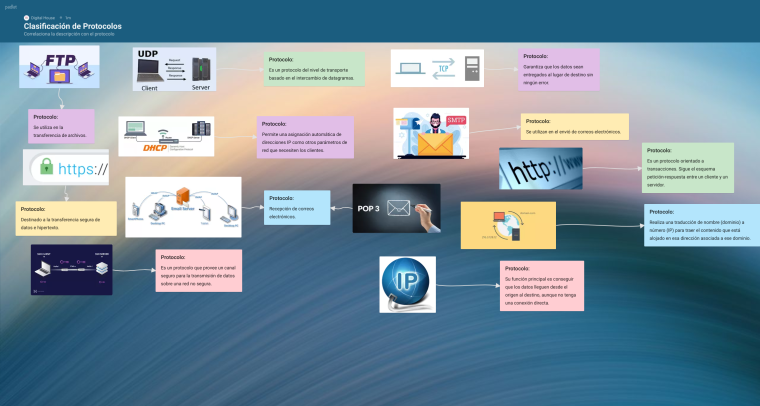 padlet
Digital House
Clasificación de Protocolos
Correlaciona la descripción con el protocolo
FTP
UDP
Request
Response
Response
Response
Client
Server
Protocolo:
Es un protocolo del nivel de transporte
basado en el intercambio de datagramas.
TCP
Protocolo:
Garantiza que los datos sean
entregados al lugar de destino sin
ningún error.
Protocolo:
Se utiliza en la
transferencia de archivos.
DHCP
Protocolo:
Permite una asignación automática de
direcciones IP como otros parámetros de
red que necesiten los clientes.
SMTP
Protocolo:
Se utilizan en el envió de correos electrónicos.
https://
http://www
Protocolo:
Es un protocolo orientado a
transacciones. Sigue el esquema
petición-respuesta entre un cliente y un
servidor.
Protocolo:
Destinado a la transferencia segura de
datos e hipertexto.
Email Server
Protocolo:
Recepción de correos
electrónicos.
POP 3
Protocolo:
Realiza una traducción de nombre (dominio) a
número (IP) para traer el contenido que está
alojado en esa dirección asociada a ese dominio.
Protocolo:
Es un protocolo que provee un canal
seguro para la transmisión de datos
sobre una red no segura.
IP
Protocolo:
Su función principal es conseguir
que los datos lleguen desde el
origen al destino, aunque no tenga
una conexión directa.